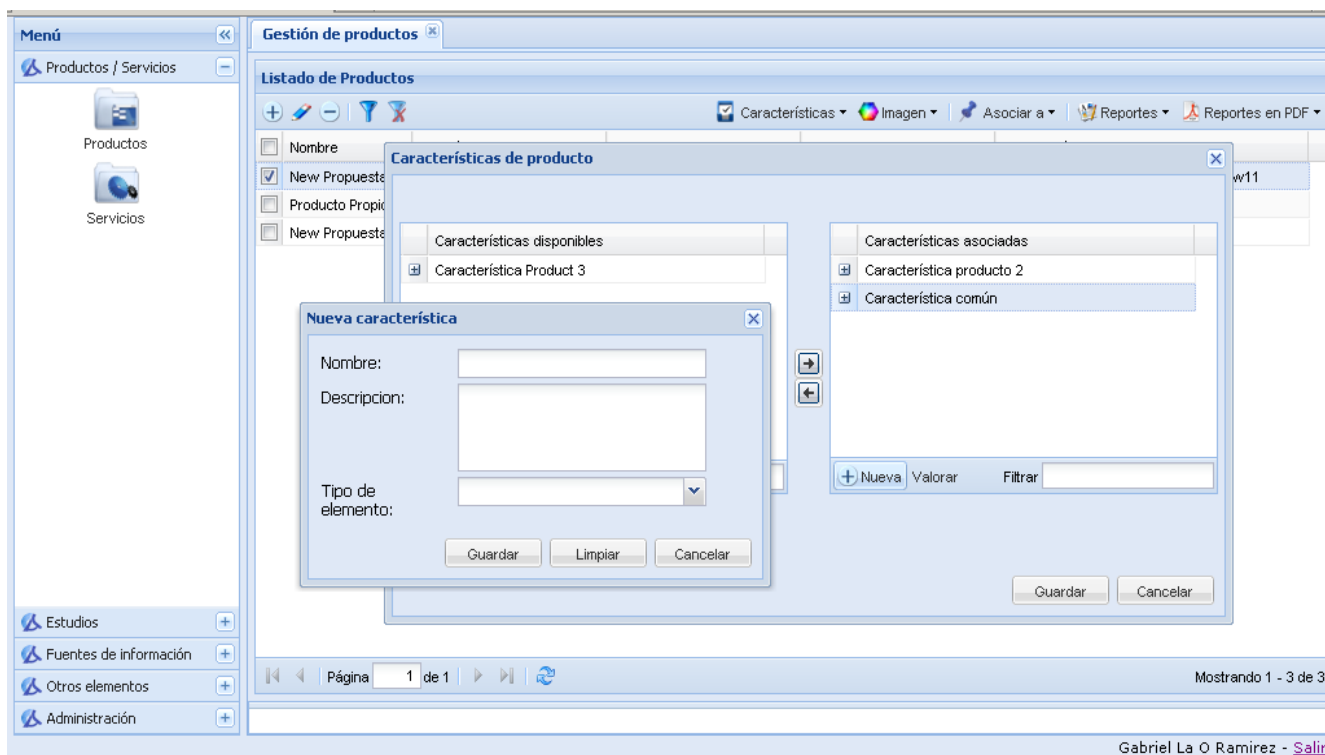 Menú
Gestión de productos
Productos / Servicios
Listado de Productos
Características
Imagen
Asociar a
Reportes
Reportes en PDF
Productos
Servicios
Nombre
New Propuesta
w11
Producto Propio
New Propuesta
Características de producto
Características disponibles
Característica Product 3
Características asociadas
Característica producto 2
Característica común
Nueva característica
Nombre:
Descripcion:
Tipo de
elemento:
Guardar
Limpiar
Cancelar
Nueva
Valorar
Filtrar
Guardar
Cancelar
Estudios
Fuentes de información
Otros elementos
Administración
Página 1 de 1
Mostrando 1 - 3 de 3
Gabriel La O Ramirez - Salir